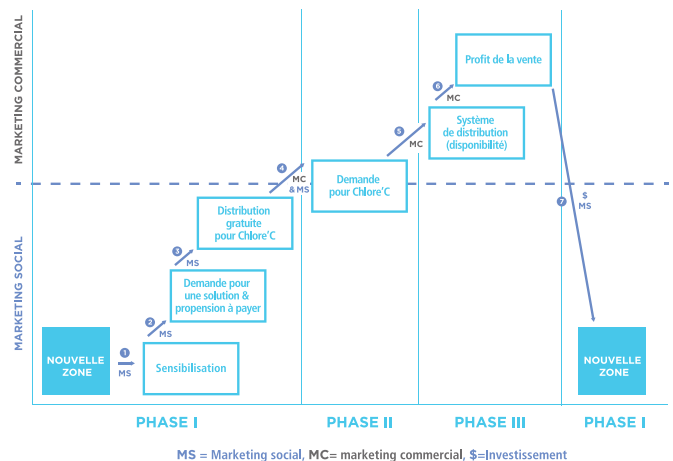 MARKETING COMMERCIAL
MARKETING SOCIAL
NOUVELLE
ZONE
1
MS
Sensibilisation
2
MS
Demande pour
une solution &
propension à payer
3
MS
Distribution
gratuite
pour Chlore'C
4
MC
& MS
Demande
pour Chlore'C
5
MC
Système
de distribution
(disponibilité)
6
MC
Profit de la vente
7
$
MS
NOUVELLE
ZONE
PHASE I
PHASE II
PHASE III
PHASE I
MS = Marketing social, MC= marketing commercial, $=Investissement